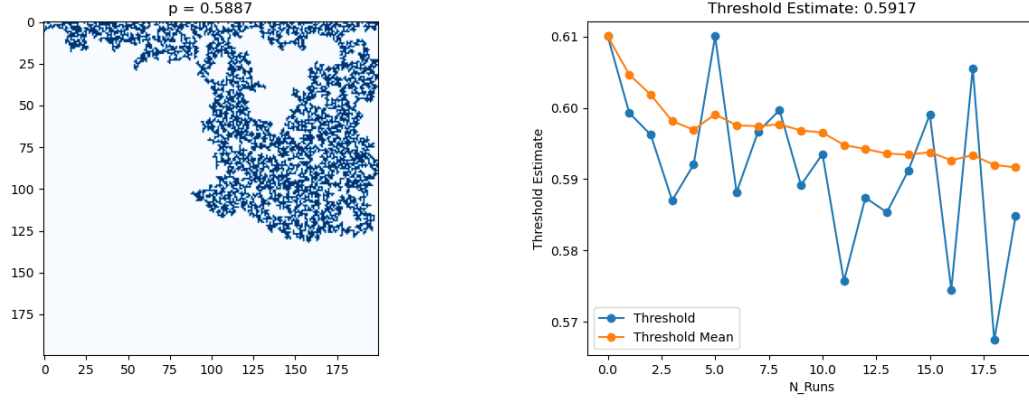 p = 0.5887
0
25
50
75
100
125
150
175
0 25 50 75 100 125 150 175
Threshold Estimate: 0.5917
Threshold Estimate
0.61
0.60
0.59
0.58
0.57
Threshold
Threshold Mean
0.0 2.5 5.0 7.5 10.0 12.5 15.0 17.5
N_Runs